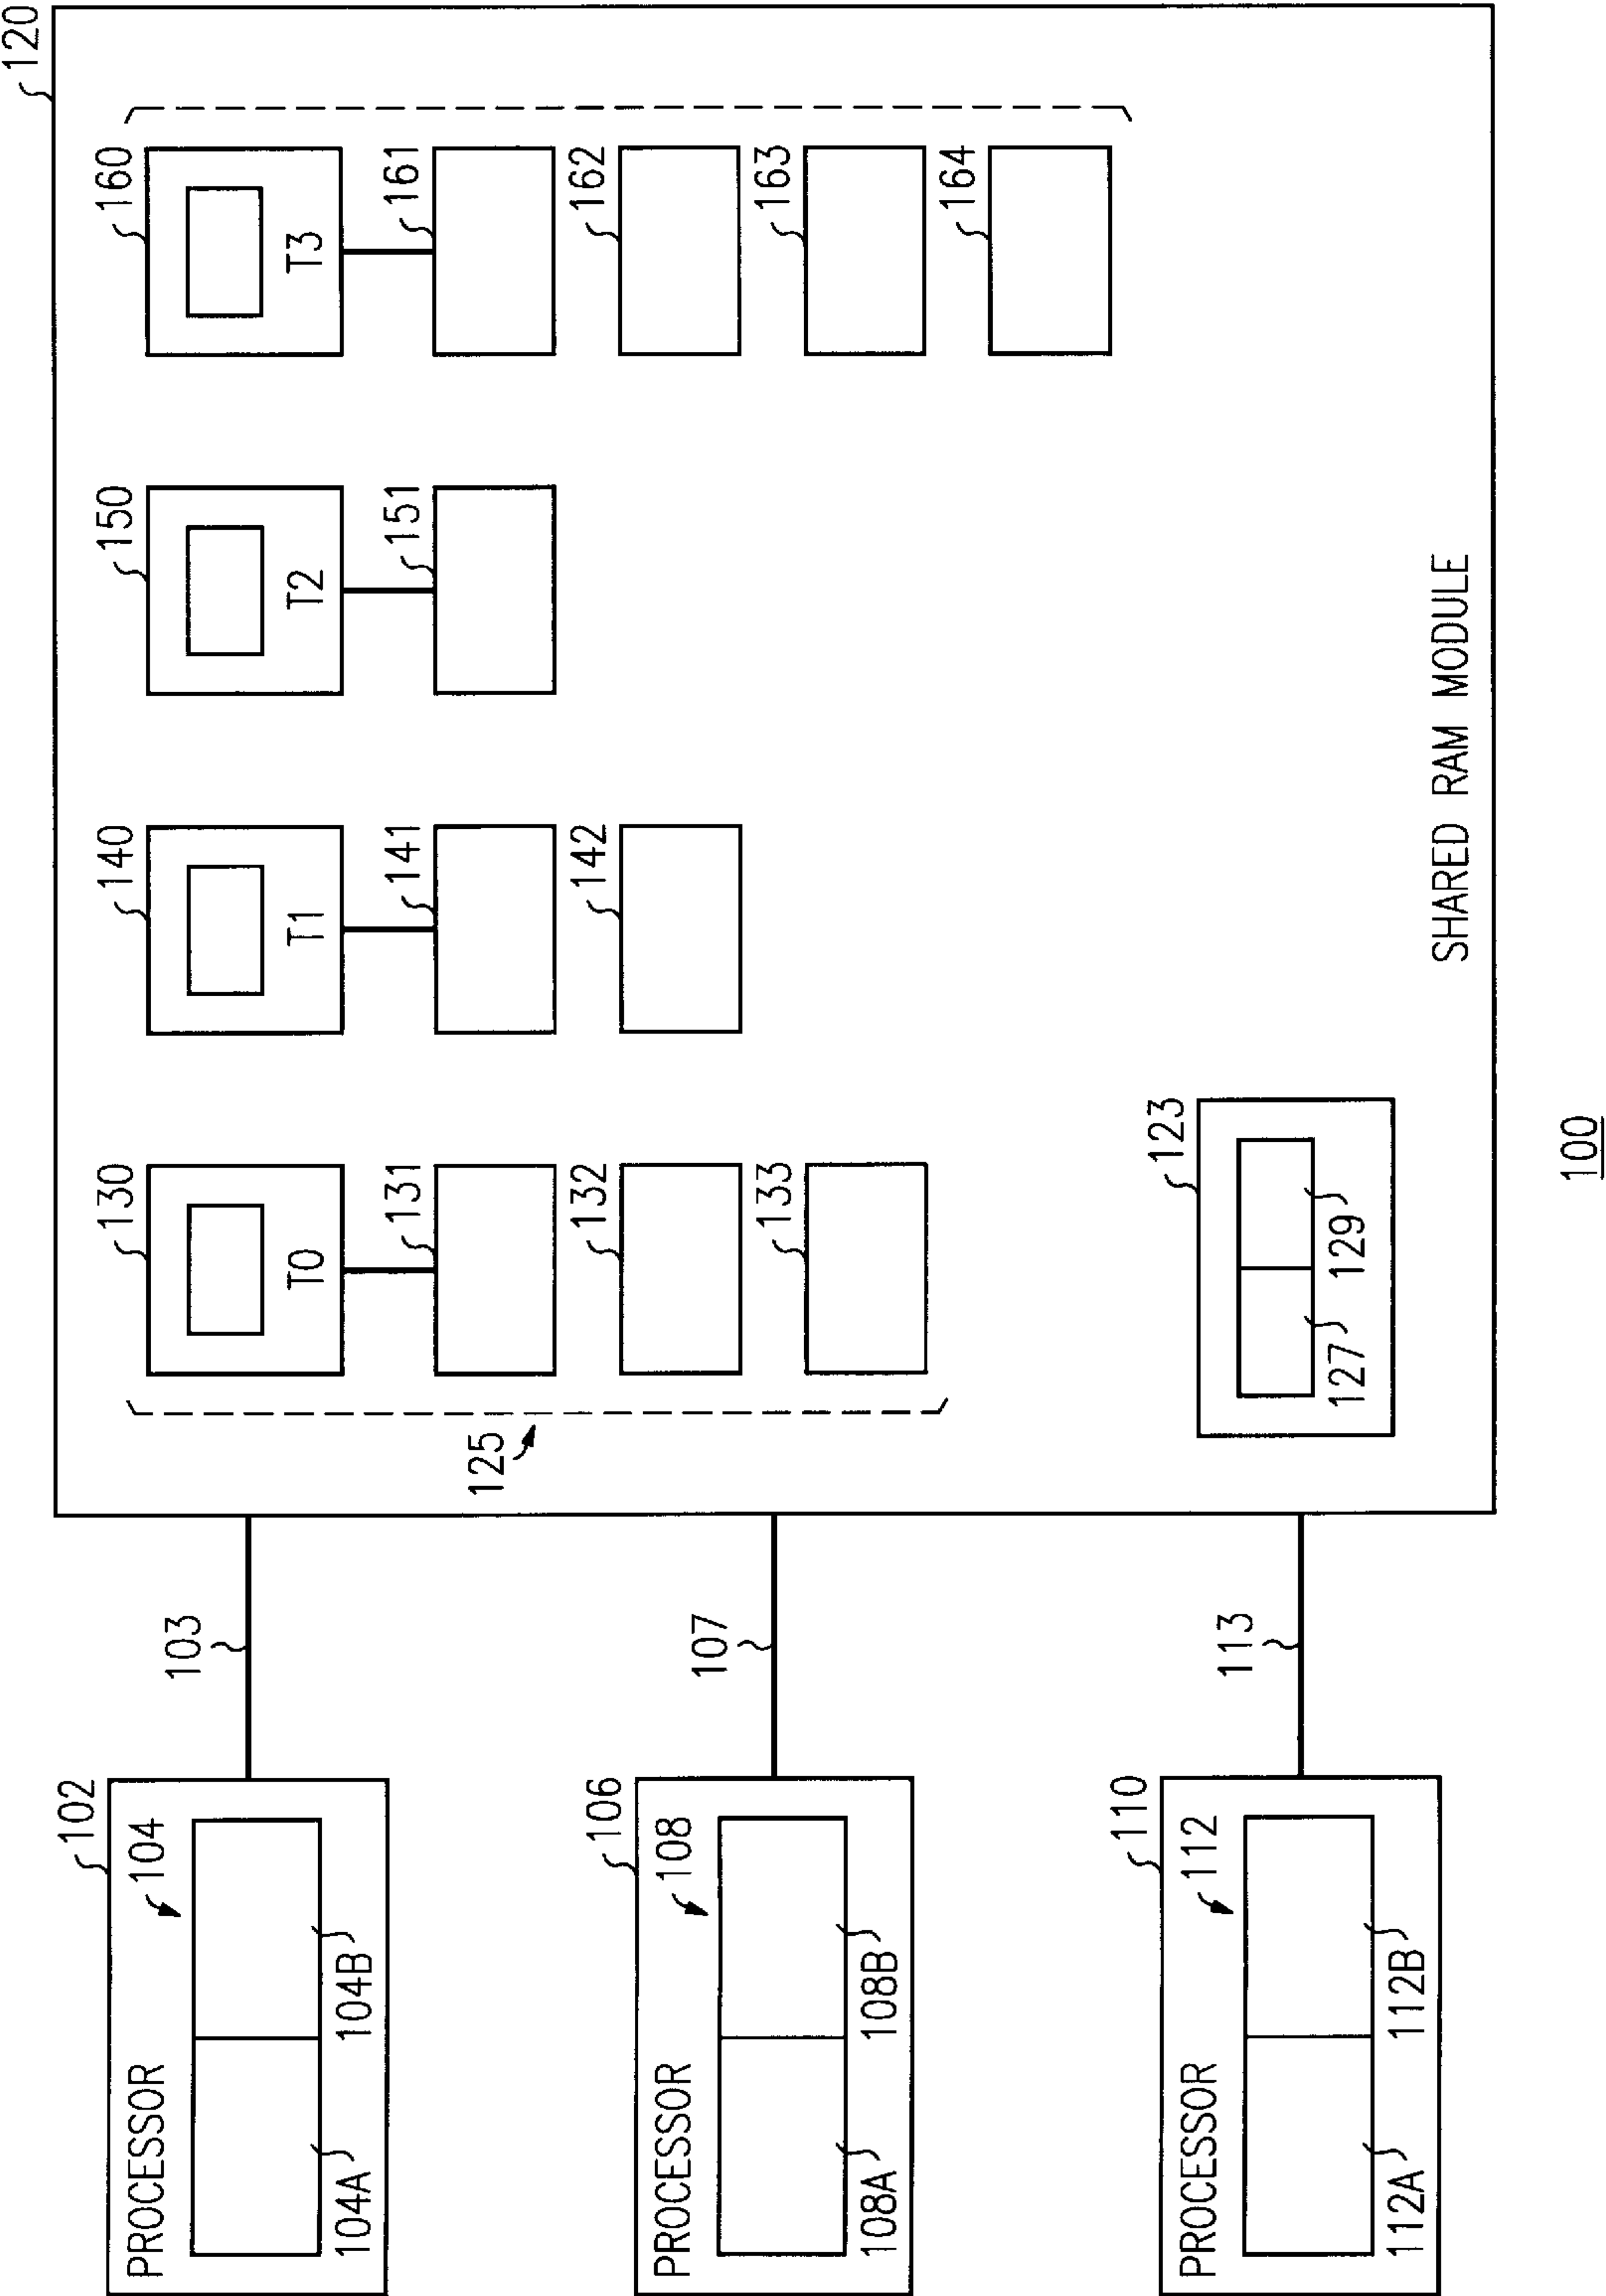 120
130
140
150
160
T0
T1
T2
T3
131
141
151
161
132
142
162
133
163
164
125
123
127
129
SHARED RAM MODULE
103
107
113
102
PROCESSOR
104
104A
104B
106
PROCESSOR
108
108A
108B
110
PROCESSOR
112
112A
112B
100